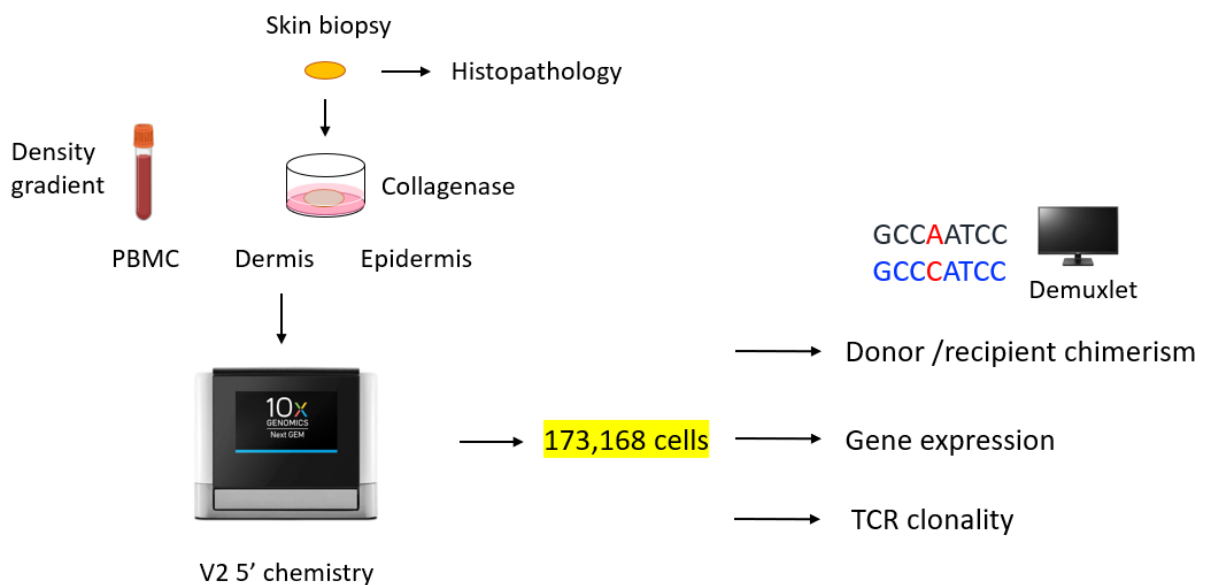 Skin biopsy
Histopathology
Density
gradient
Collagenase
PBMC
Dermis
Epidermis
GCCAATCC
GCCCATCC
Demuxlet
Donor /recipient chimerism
10x
GENOMICS
Next GEM
173,168 cells
Gene expression
TCR clonality
V2 5’ chemistry